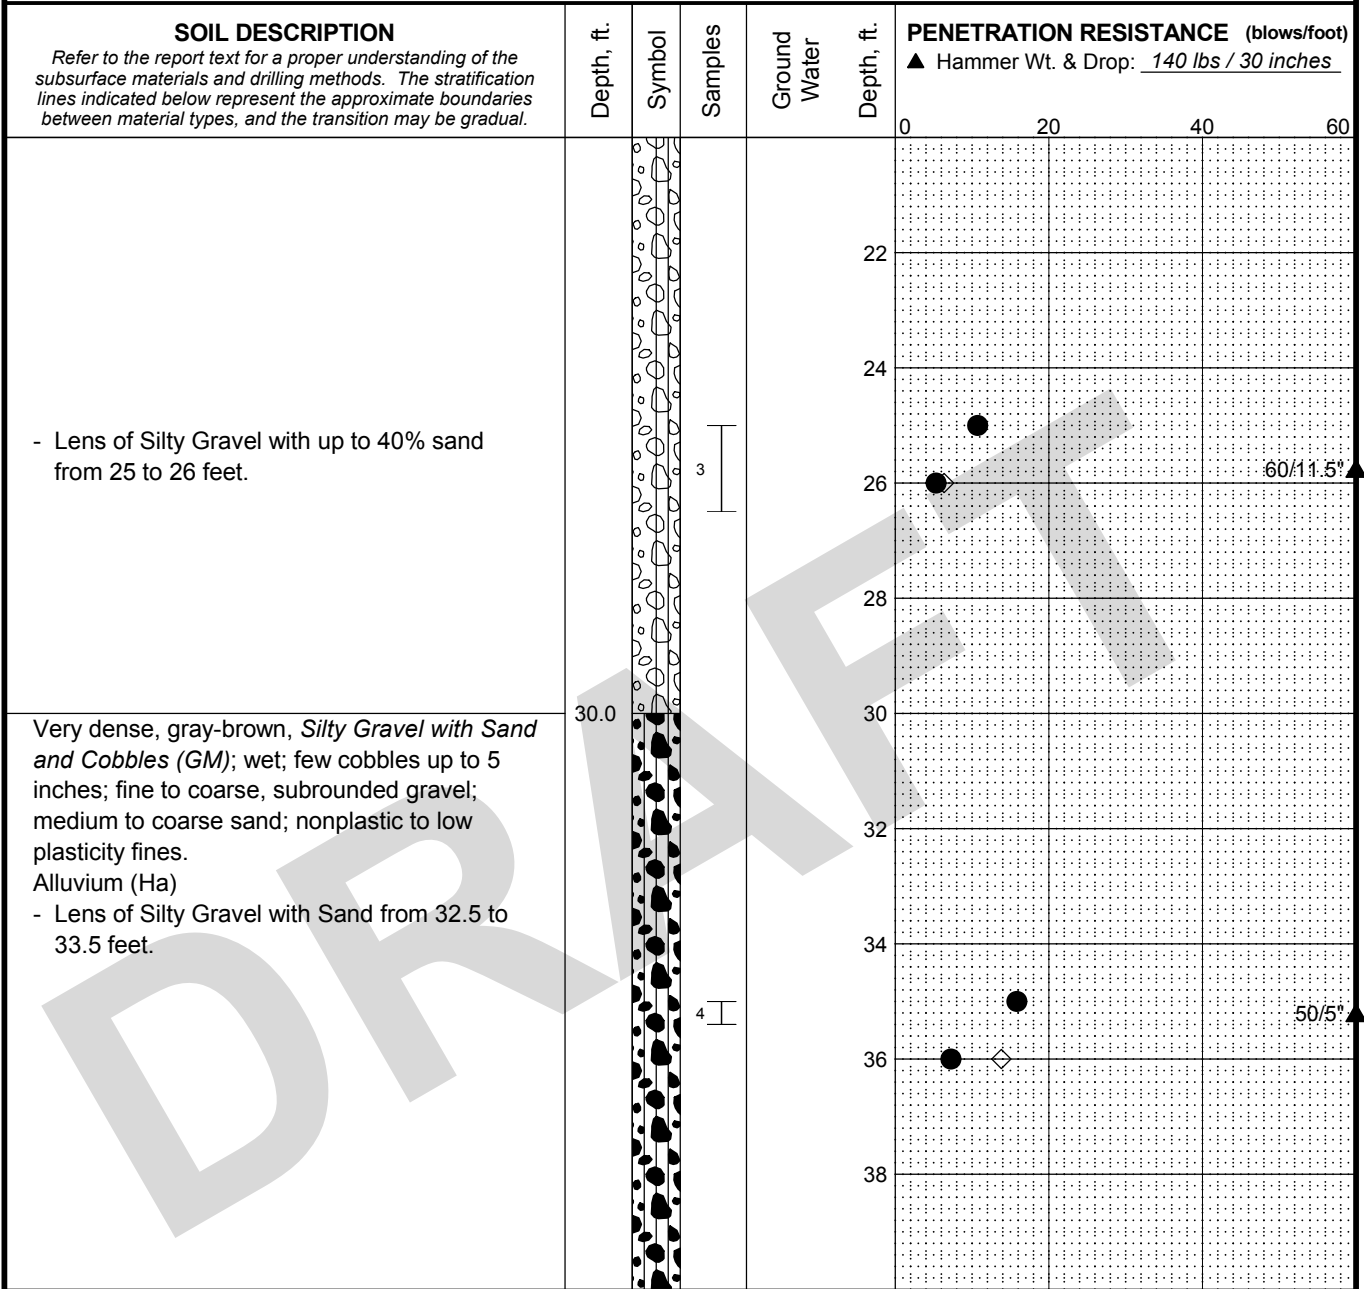 SOIL DESCRIPTION
Refer to the report text for a proper understanding of the
subsurface materials and drilling methods. The stratification
lines indicated below represent the approximate boundaries
between material types, and the transition may be gradual.
Depth, ft.
Symbol
Samples
Ground
Water
Depth, ft.
PENETRATION RESISTANCE (blows/foot)
▲ Hammer Wt. & Drop: 140 lbs / 30 inches
0 20 40 60
22
24
- Lens of Silty Gravel with up to 40% sand
from 25 to 26 feet.
3
60/11.5"
26
28
30.0
30
Very dense, gray-brown, Silty Gravel with Sand
and Cobbles (GM); wet; few cobbles up to 5
inches; fine to coarse, subrounded gravel;
medium to coarse sand; nonplastic to low
plasticity fines.
Alluvium (Ha)
- Lens of Silty Gravel with Sand from 32.5 to
33.5 feet.
32
34
4
50/5"
36
38
DRAFT